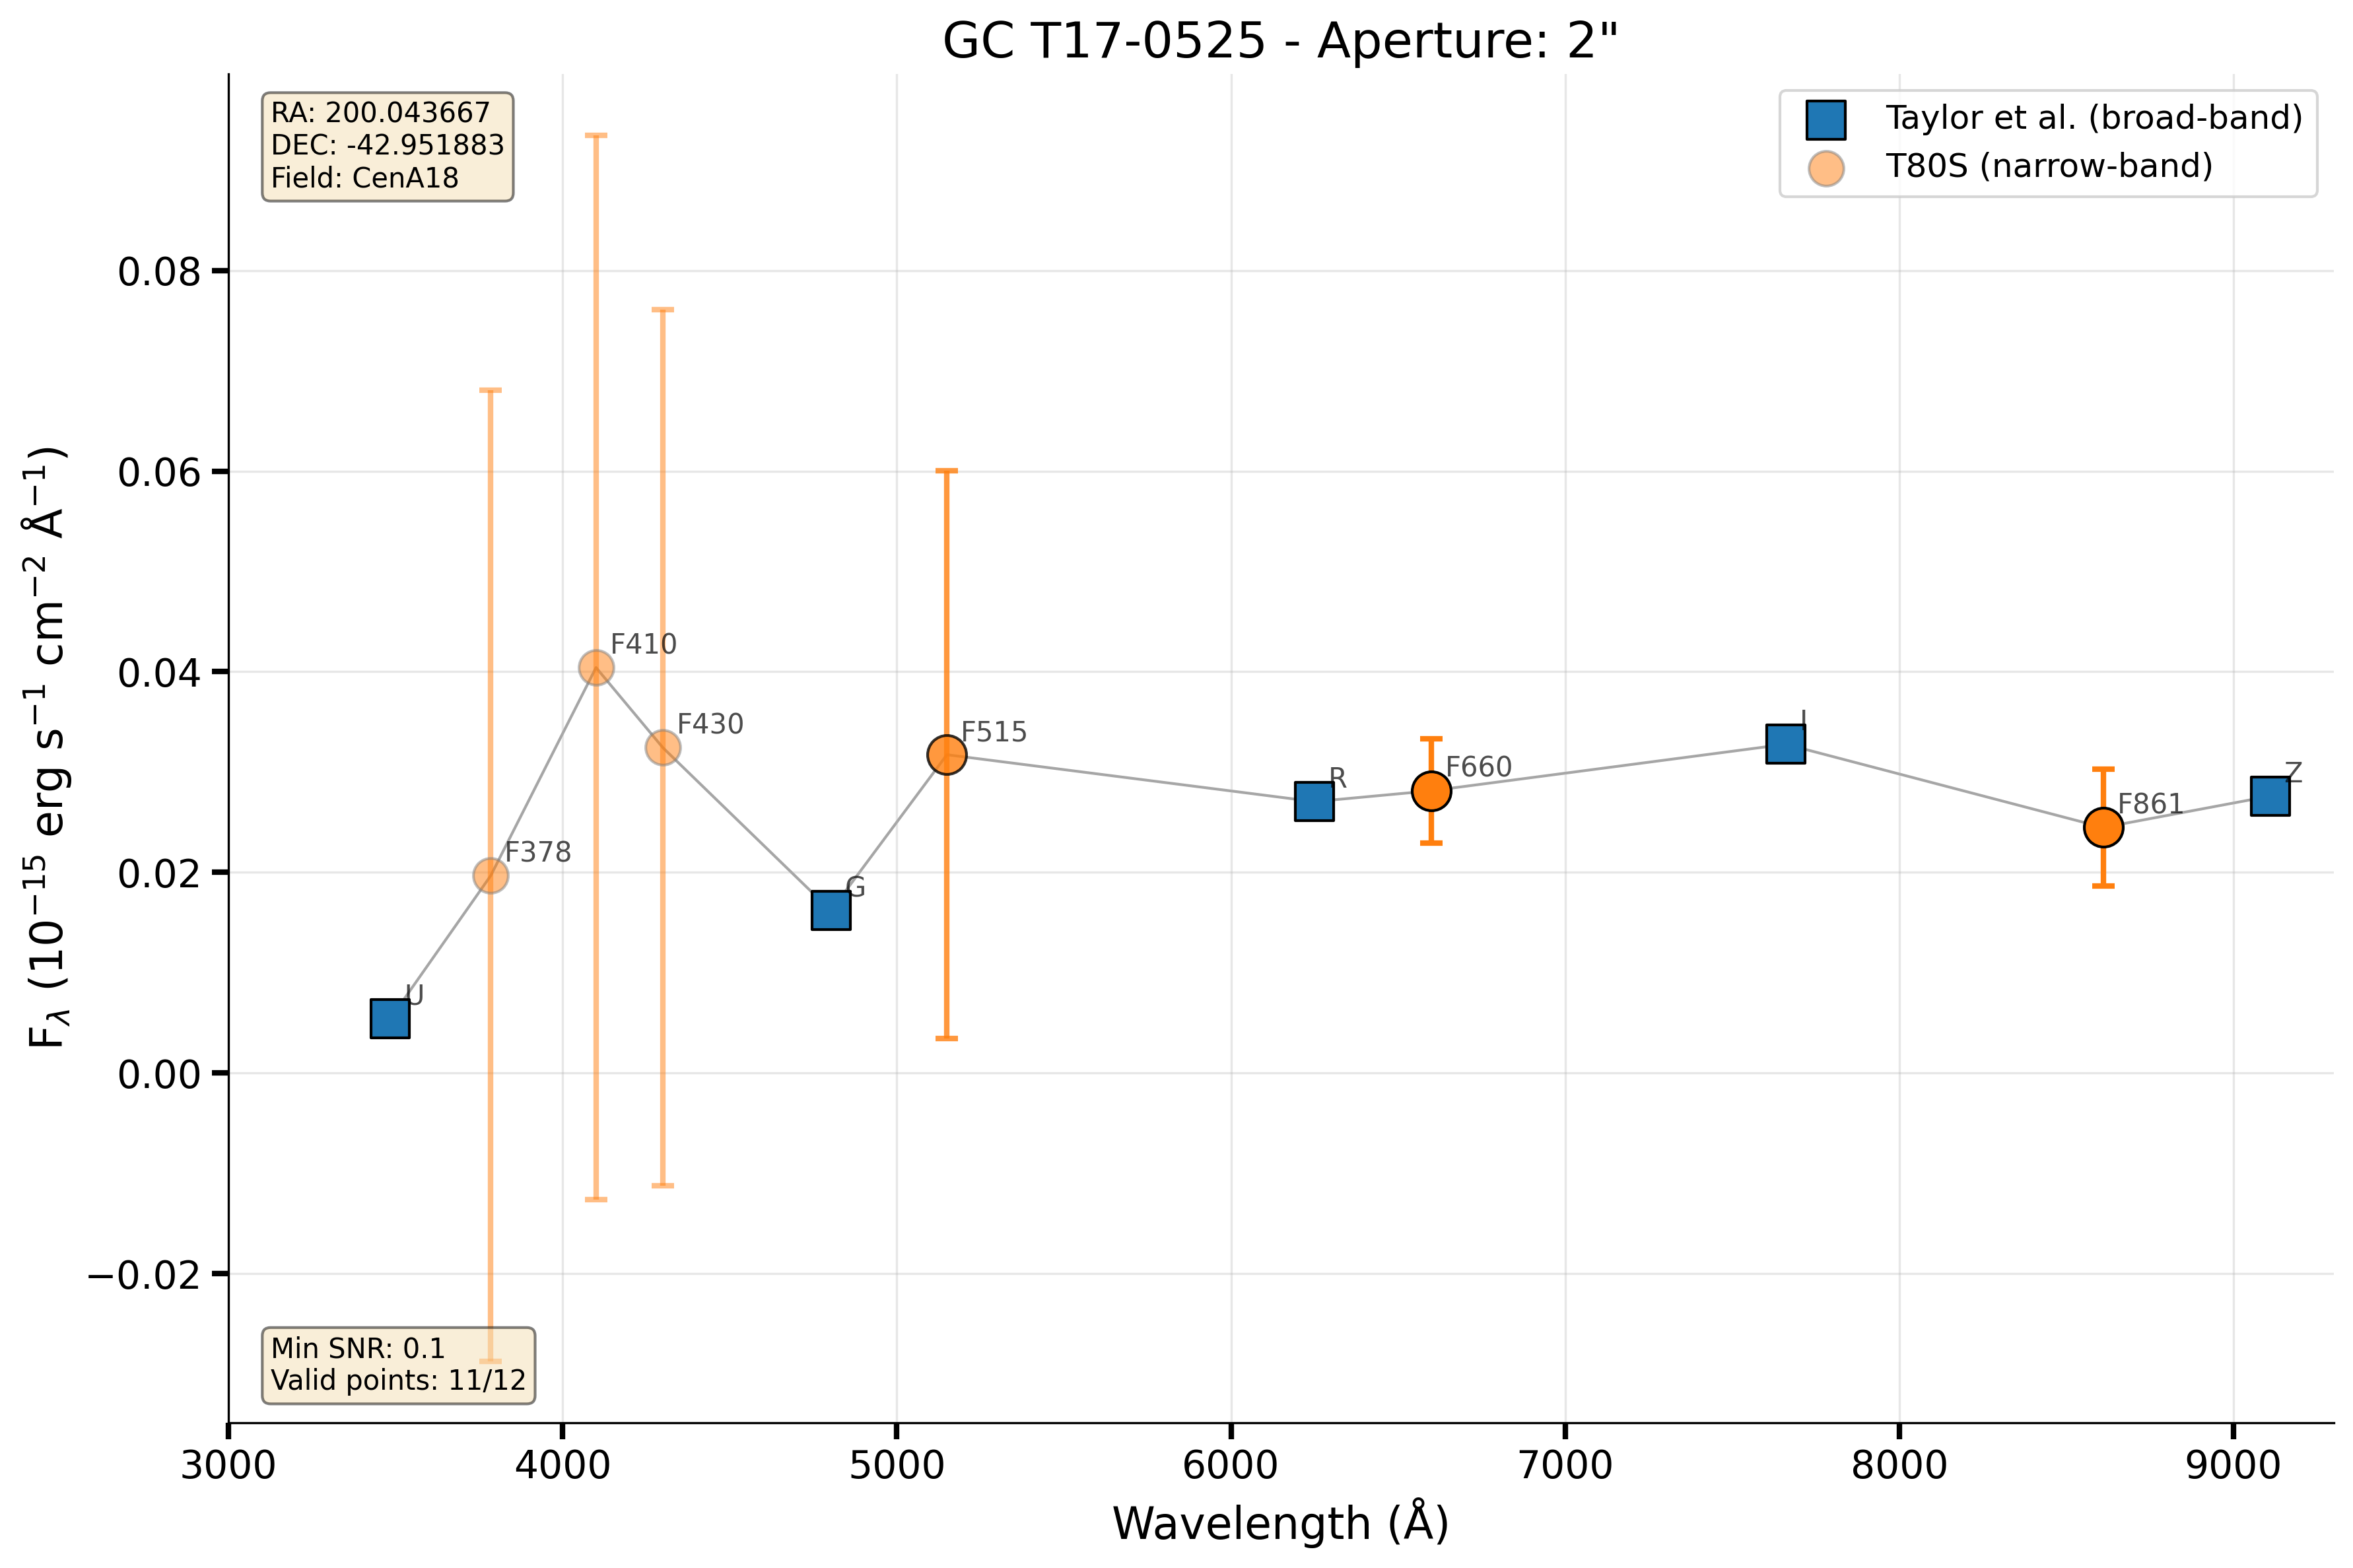 GC T17-0525 - Aperture: 2"
RA: 200.043667
DEC: -42.951883
Field: CenA18
Taylor et al. (broad-band)
T80S (narrow-band)
F_λ (10⁻¹⁵ erg s⁻¹ cm⁻² Å⁻¹)
0.08
0.06
0.04
0.02
0.00
−0.02
U
F378
F410
F430
G
F515
R
F660
I
F861
Z
Min SNR: 0.1
Valid points: 11/12
3000 4000 5000 6000 7000 8000 9000
Wavelength (Å)